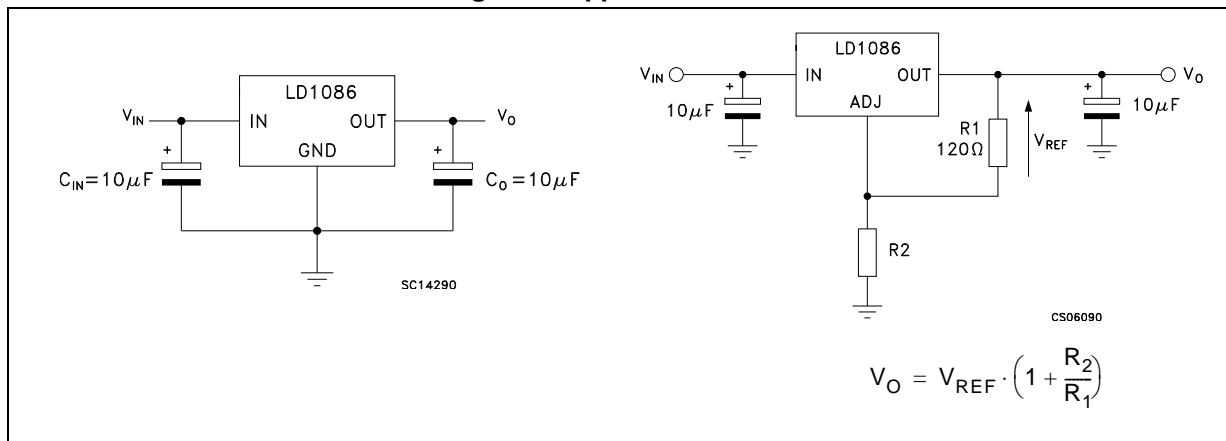 LD1086
V_IN IN OUT V_O
GND
+ +
C_IN=10μF C_O=10μF
SC14290
LD1086
V_IN IN OUT V_O
ADJ
+ +
10μF R1 120Ω V_REF 10μF
R2
CS06090
V_O = V_REF · (1 + R_2/R_1)